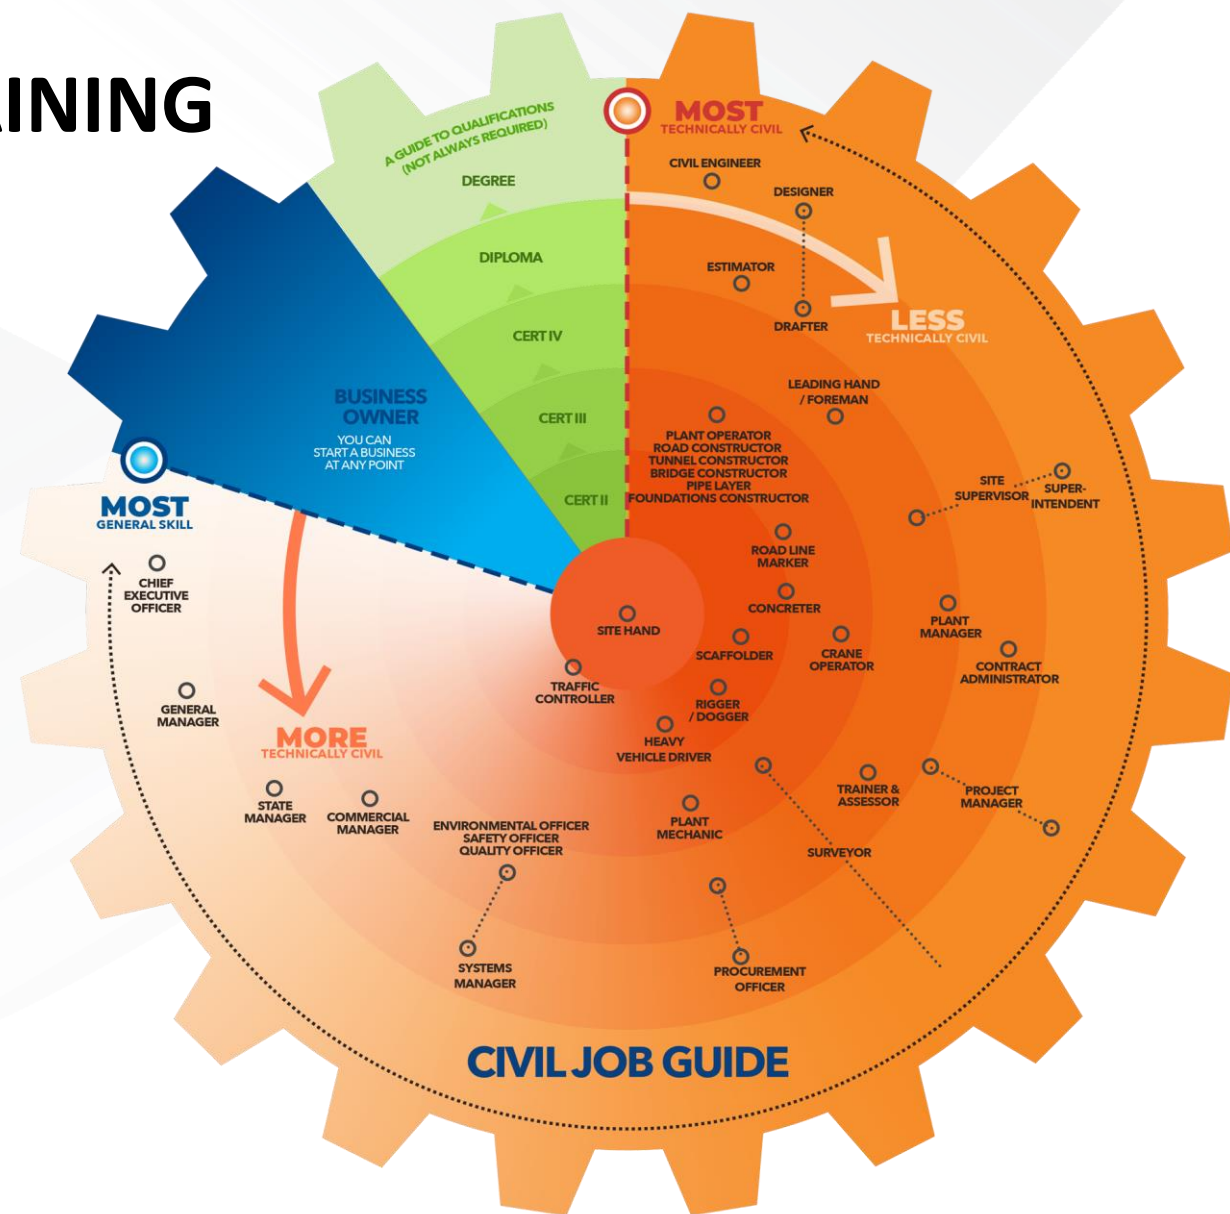 AINING
A GUIDE TO QUALIFICATIONS
(NOT ALWAYS REQUIRED)
DEGREE
DIPLOMA
CERT IV
CERT III
CERT II
MOST
TECHNICALLY CIVIL
CIVIL ENGINEER
DESIGNER
ESTIMATOR
DRAFTER
LESS
TECHNICALLY CIVIL
LEADING HAND
/ FOREMAN
PLANT OPERATOR
ROAD CONSTRUCTOR
TUNNEL CONSTRUCTOR
BRIDGE CONSTRUCTOR
PIPE LAYER
FOUNDATIONS CONSTRUCTOR
SITE
SUPERVISOR
SUPER-
INTENDENT
ROAD LINE
MARKER
CONCRETER
PLANT
MANAGER
SITE HAND
SCAFFOLDER
CRANE
OPERATOR
CONTRACT
ADMINISTRATOR
TRAFFIC
CONTROLLER
RIGGER
/ DOGGER
HEAVY
VEHICLE DRIVER
TRAINER &
ASSESSOR
PROJECT
MANAGER
PLANT
MECHANIC
SURVEYOR
PROCUREMENT
OFFICER
ENVIRONMENTAL OFFICER
SAFETY OFFICER
QUALITY OFFICER
SYSTEMS
MANAGER
COMMERCIAL
MANAGER
STATE
MANAGER
MORE
TECHNICALLY CIVIL
GENERAL
MANAGER
CHIEF
EXECUTIVE
OFFICER
MOST
GENERAL SKILL
BUSINESS
OWNER
YOU CAN
START A BUSINESS
AT ANY POINT
CIVIL JOB GUIDE